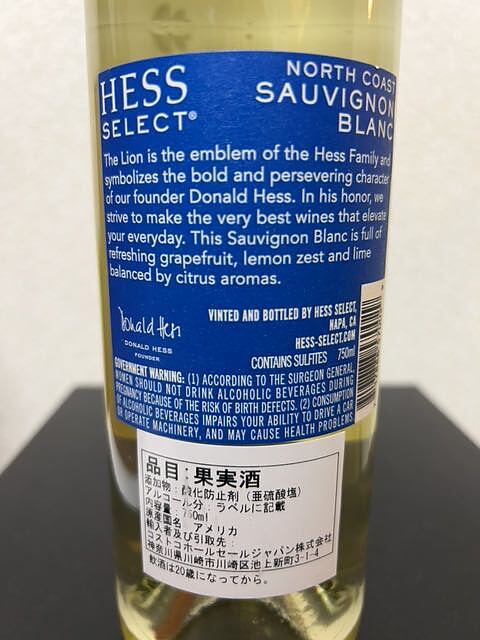 HESS
SELECT®
NORTH COAST
SAUVIGNON
BLANC
The Lion is the emblem of the Hess Family and
symbolizes the bold and persevering character
of our founder Donald Hess. In his honor, we
strive to make the very best wines that elevate
your everyday. This Sauvignon Blanc is full of
refreshing grapefruit, lemon zest and lime
balanced by citrus aromas.
Donald Hess
DONALD HESS
FOUNDER
VINTED AND BOTTLED BY HESS SELECT,
NAPA, CA
HESS-SELECT.COM
CONTAINS SULFITES 750ml
GOVERNMENT WARNING: (1) ACCORDING TO THE SURGEON GENERAL,
WOMEN SHOULD NOT DRINK ALCOHOLIC BEVERAGES DURING
PREGNANCY BECAUSE OF THE RISK OF BIRTH DEFECTS. (2) CONSUMPTION
OF ALCOHOLIC BEVERAGES IMPAIRS YOUR ABILITY TO DRIVE A CAR
OR OPERATE MACHINERY, AND MAY CAUSE HEALTH PROBLEMS
品目:果実酒
添加物:酸化防止剤(亜硫酸塩)
アルコール分:ラベルに記載
内容量:750ml
原産国名:アメリカ
輸入者及び引取先:
コストコホールセールジャパン株式会社
神奈川県川崎市川崎区池上新町3-1-4
飲酒は20歳になってから。